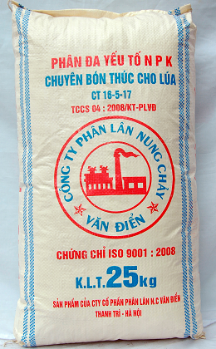 PHÂN ĐA YẾU TỐ N P K
CHUYÊN BÓN THÚC CHO LÚA
CT 16-5-17
TCCS 04 : 2008/KT-PLVĐ
CÔNG TY PHÂN LÂN NUNG CHẢY
VĂN ĐIỂN
CHỨNG CHỈ ISO 9001 : 2008
K.L.T. 25kg
SẢN PHẨM CỦA CTY CỔ PHẦN PHÂN LÂN N.C VĂN ĐIỂN
THANH TRÌ - HÀ NỘI